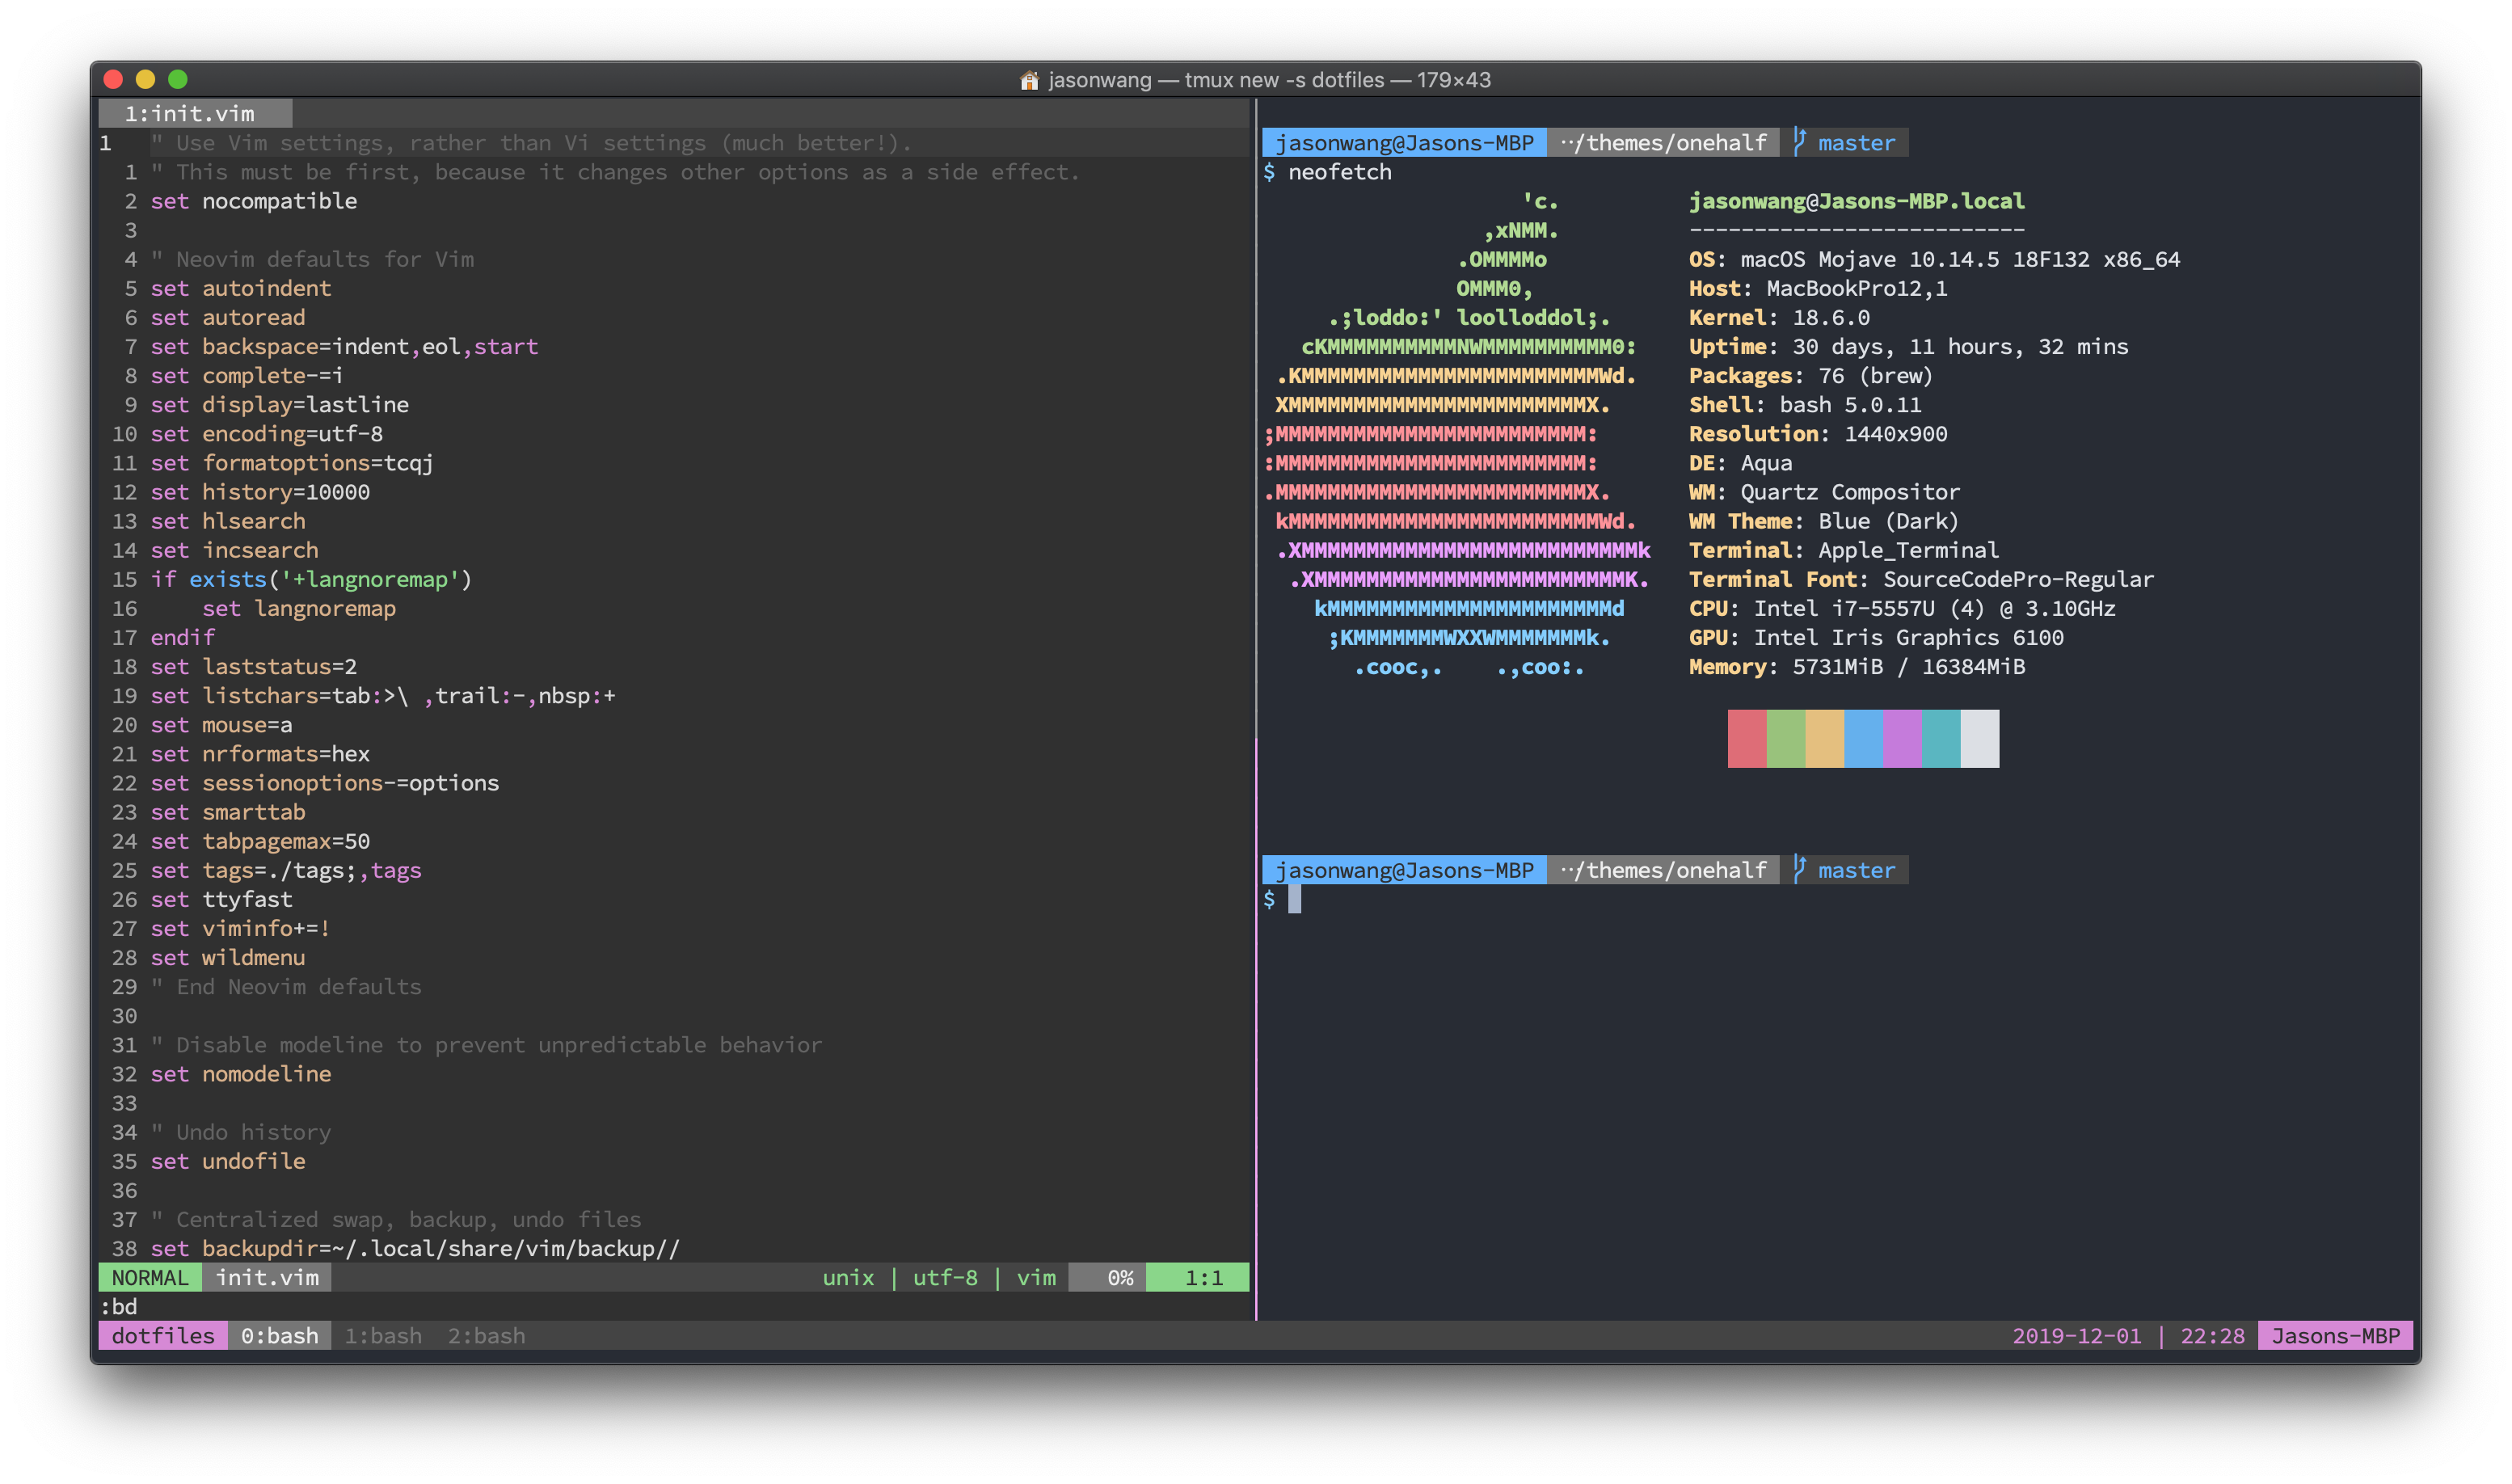 jasonwang — tmux new -s dotfiles — 179×43
1:init.vim
1 " Use Vim settings, rather than Vi settings (much better!).
1 " This must be first, because it changes other options as a side effect.
2 set nocompatible
3
4 " Neovim defaults for Vim
5 set autoindent
6 set autoread
7 set backspace=indent,eol,start
8 set complete-=i
9 set display=lastline
10 set encoding=utf-8
11 set formatoptions=tcqj
12 set history=10000
13 set hlsearch
14 set incsearch
15 if exists('+langnoremap')
16     set langnoremap
17 endif
18 set laststatus=2
19 set listchars=tab:>\ ,trail:-,nbsp:+
20 set mouse=a
21 set nrformats=hex
22 set sessionoptions-=options
23 set smarttab
24 set tabpagemax=50
25 set tags=./tags;,tags
26 set ttyfast
27 set viminfo+=!
28 set wildmenu
29 " End Neovim defaults
30
31 " Disable modeline to prevent unpredictable behavior
32 set nomodeline
33
34 " Undo history
35 set undofile
36
37 " Centralized swap, backup, undo files
38 set backupdir=~/.local/share/vim/backup//
NORMAL init.vim unix | utf-8 | vim 0% 1:1
:bd
jasonwang@Jasons-MBP ··/themes/onehalf master
$ neofetch
                    'c.
                 ,xNMM.
               .OMMMMo
               OMMM0,
     .;loddo:' loolloddol;.
   cKMMMMMMMMMMNWMMMMMMMMMM0:
 .KMMMMMMMMMMMMMMMMMMMMMMMWd.
 XMMMMMMMMMMMMMMMMMMMMMMMX.
;MMMMMMMMMMMMMMMMMMMMMMMM:
:MMMMMMMMMMMMMMMMMMMMMMMM:
.MMMMMMMMMMMMMMMMMMMMMMMMX.
 kMMMMMMMMMMMMMMMMMMMMMMMMWd.
 .XMMMMMMMMMMMMMMMMMMMMMMMMMMk
  .XMMMMMMMMMMMMMMMMMMMMMMMMK.
    kMMMMMMMMMMMMMMMMMMMMMMd
     ;KMMMMMMMWXXWMMMMMMMk.
       .cooc,.    .,coo:.
jasonwang@Jasons-MBP.local
--------------------------
OS: macOS Mojave 10.14.5 18F132 x86_64
Host: MacBookPro12,1
Kernel: 18.6.0
Uptime: 30 days, 11 hours, 32 mins
Packages: 76 (brew)
Shell: bash 5.0.11
Resolution: 1440x900
DE: Aqua
WM: Quartz Compositor
WM Theme: Blue (Dark)
Terminal: Apple_Terminal
Terminal Font: SourceCodePro-Regular
CPU: Intel i7-5557U (4) @ 3.10GHz
GPU: Intel Iris Graphics 6100
Memory: 5731MiB / 16384MiB
jasonwang@Jasons-MBP ··/themes/onehalf master
$
dotfiles 0:bash 1:bash 2:bash 2019-12-01 | 22:28 Jasons-MBP